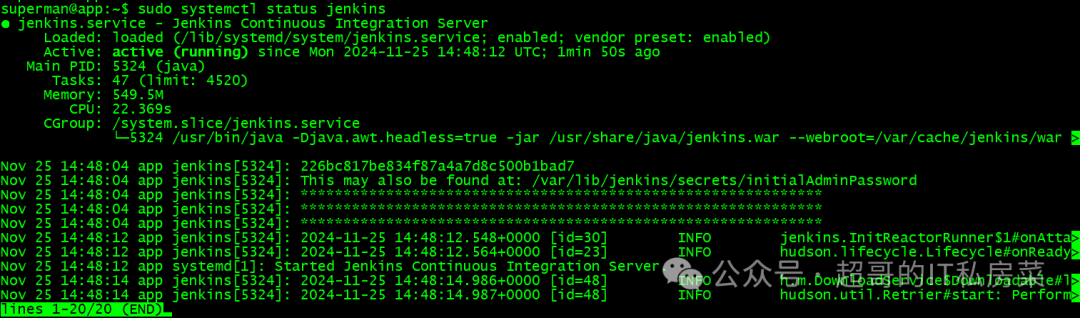 superman@app:~$ sudo systemctl status jenkins
● jenkins.service - Jenkins Continuous Integration Server
Loaded: loaded (/lib/systemd/system/jenkins.service; enabled; vendor preset: enabled)
Active: active (running) since Mon 2024-11-25 14:48:12 UTC; 1min 50s ago
Main PID: 5324 (java)
Tasks: 47 (limit: 4520)
Memory: 549.5M
CPU: 22.369s
CGroup: /system.slice/jenkins.service
└─5324 /usr/bin/java -Djava.awt.headless=true -jar /usr/share/java/jenkins.war --webroot=/var/cache/jenkins/war >
Nov 25 14:48:04 app jenkins[5324]: 226bc817be834f87a4a7d8c500b1bad7
Nov 25 14:48:04 app jenkins[5324]: This may also be found at: /var/lib/jenkins/secrets/initialAdminPassword
Nov 25 14:48:04 app jenkins[5324]: *************************************************************
Nov 25 14:48:04 app jenkins[5324]: *************************************************************
Nov 25 14:48:04 app jenkins[5324]: *************************************************************
Nov 25 14:48:12 app jenkins[5324]: 2024-11-25 14:48:12.548+0000 [id=30] INFO jenkins.InitReactorRunner$1#onAtta>
Nov 25 14:48:12 app jenkins[5324]: 2024-11-25 14:48:12.564+0000 [id=23] INFO hudson.lifecycle.Lifecycle#onReady>
Nov 25 14:48:12 app systemd[1]: Started Jenkins Continuous Integration Server.
公众号 · 超哥的IT私房菜
Nov 25 14:48:14 app jenkins[5324]: 2024-11-25 14:48:14.986+0000 [id=48] INFO h.m.DownloadService$Downloadable#l>
Nov 25 14:48:14 app jenkins[5324]: 2024-11-25 14:48:14.987+0000 [id=48] INFO hudson.util.Retrier#start: Perform>
lines 1-20/20 (END)